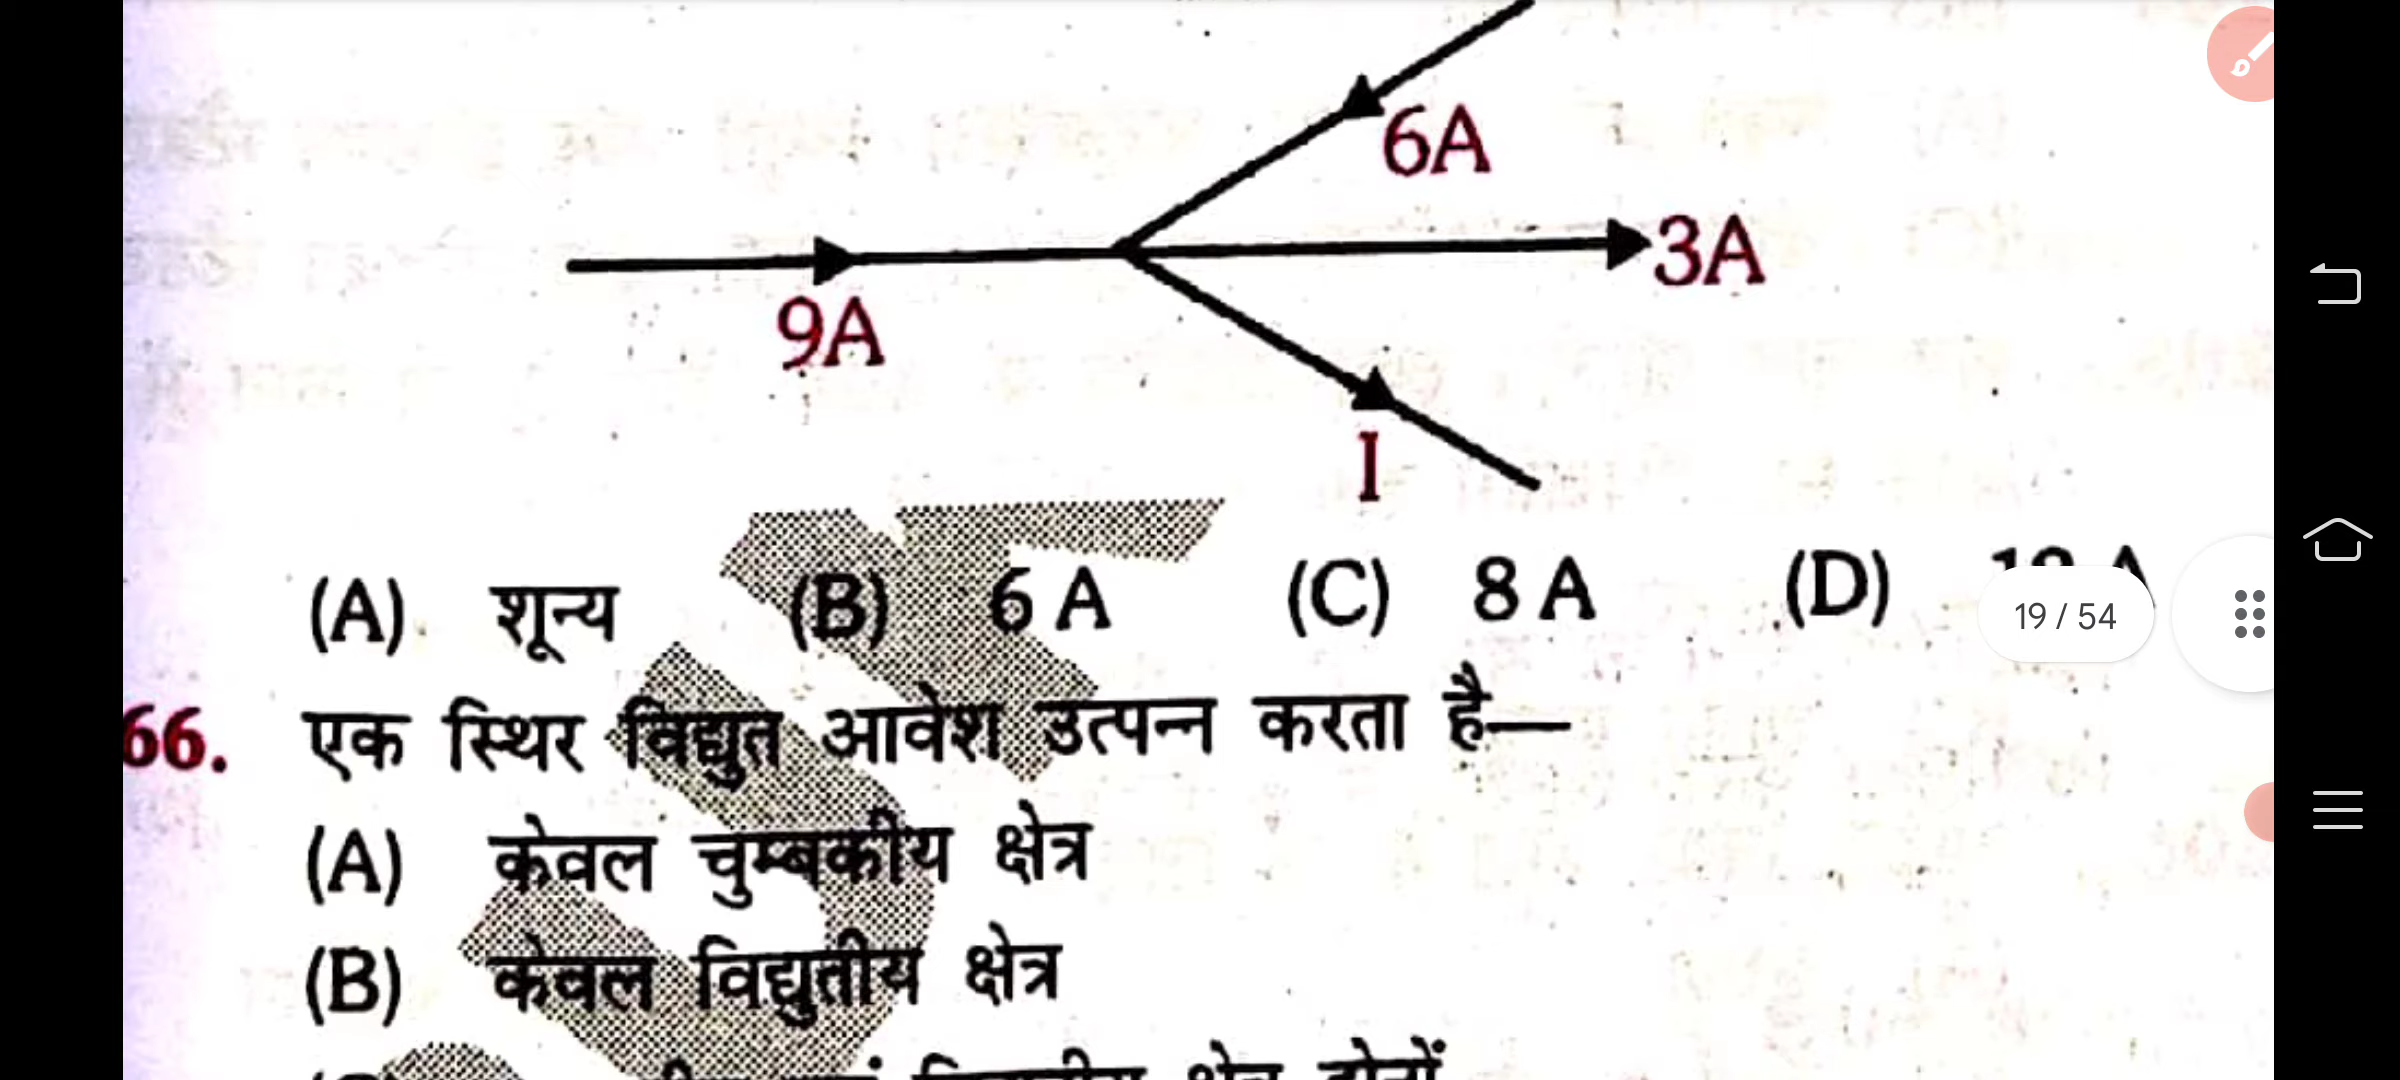 6A
3A
9A
I
(A) शून्य (B) 6 A (C) 8 A (D)
19 / 54
66. एक स्थिर विद्युत आवेश उत्पन्न करता है—
(A) केवल चुम्बकीय क्षेत्र
(B) केवल विद्युतीय क्षेत्र
क्षेत्र दोनों